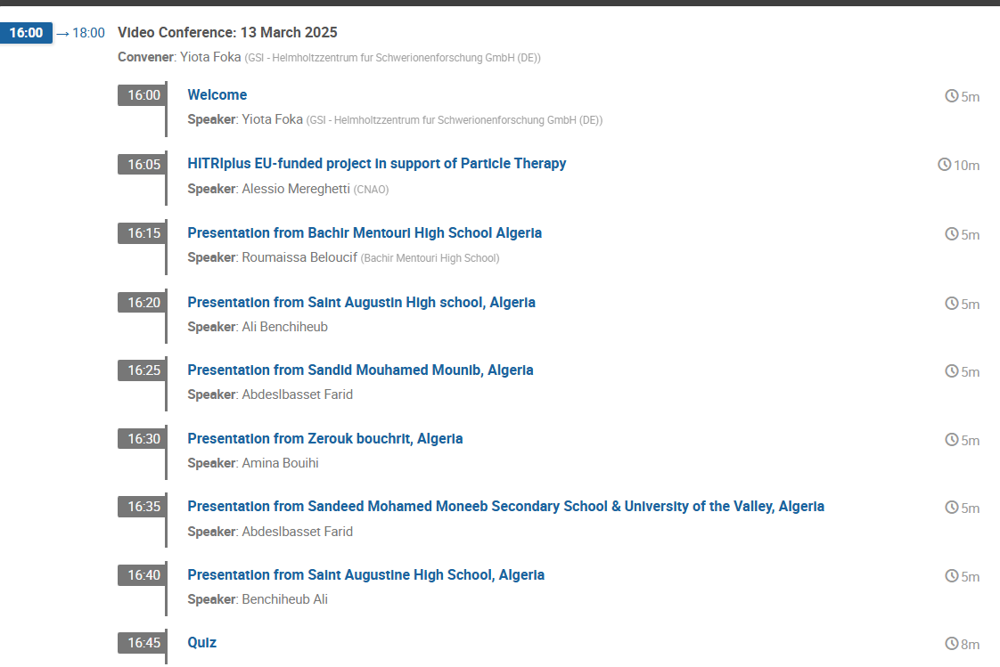 16:00 → 18:00 Video Conference: 13 March 2025
Convener: Yiota Foka (GSI - Helmholtzzentrum fur Schwerionenforschung GmbH (DE))
16:00 Welcome 5m
Speaker: Yiota Foka (GSI - Helmholtzzentrum fur Schwerionenforschung GmbH (DE))
16:05 HITRIplus EU-funded project in support of Particle Therapy 10m
Speaker: Alessio Mereghetti (CNAO)
16:15 Presentation from Bachir Mentouri High School Algeria 5m
Speaker: Roumaissa Beloucif (Bachir Mentouri High School)
16:20 Presentation from Saint Augustin High school, Algeria 5m
Speaker: Ali Benchiheub
16:25 Presentation from Sandid Mouhamed Mounib, Algeria 5m
Speaker: Abdeslbasset Farid
16:30 Presentation from Zerouk bouchrit, Algeria 5m
Speaker: Amina Bouihi
16:35 Presentation from Sandeed Mohamed Moneeb Secondary School & University of the Valley, Algeria 5m
Speaker: Abdeslbasset Farid
16:40 Presentation from Saint Augustine High School, Algeria 5m
Speaker: Benchiheub Ali
16:45 Quiz 8m